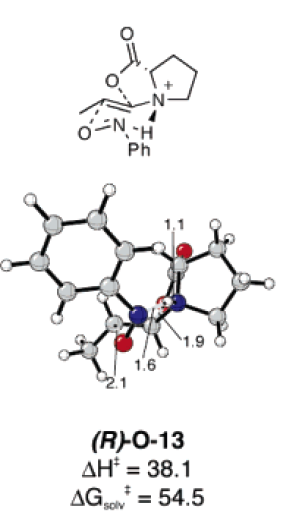 O
O
+
N
O
N
H
Ph
1.1
1.6
1.9
2.1
(R)-O-13
ΔH‡ = 38.1
ΔGsolv‡ = 54.5